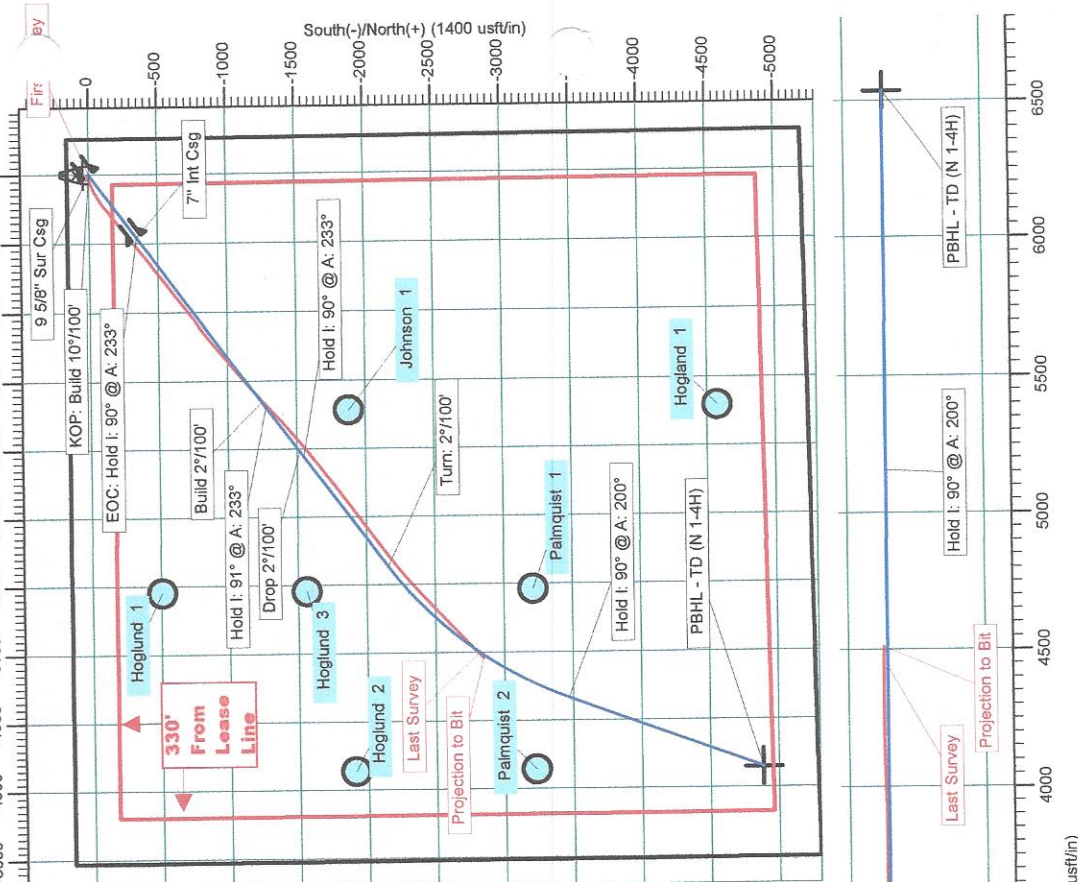 South(-)/North(+) (1400 usft/in)
0
-500
-1000
-1500
-2000
-2500
-3000
-4000
-4500
-5000
9 5/8" Sur Csg
KOP: Build 10°/100'
EOC: Hold I: 90° @ A: 233°
7" Int Csg
Build 2°/100'
Hold I: 91° @ A: 233°
Drop 2°/100'
Hold I: 90° @ A: 233°
Johnson 1
Turn: 2°/100'
Hogland 1
Hoglund 1
Hoglund 3
Palmquist 1
Hold I: 90° @ A: 200°
PBHL - TD (N 1-4H)
330'
From
Lease
Line
Hoglund 2
Last Survey
Projection to Bit
Palmquist 2
PBHL - TD (N 1-4H)
Hold I: 90° @ A: 200°
Last Survey
Projection to Bit
6500
6000
5500
5000
4500
4000
usft/in)